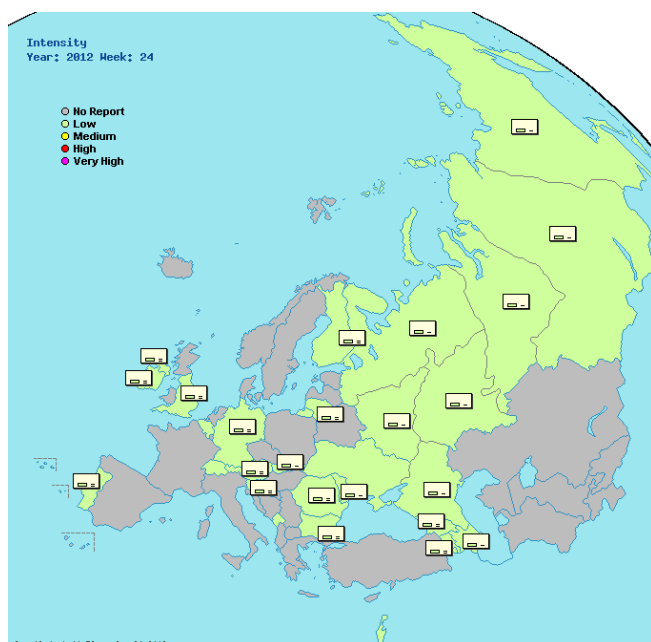 Intensity
Year: 2012 Week: 24
No Report
Low
Medium
High
Very High